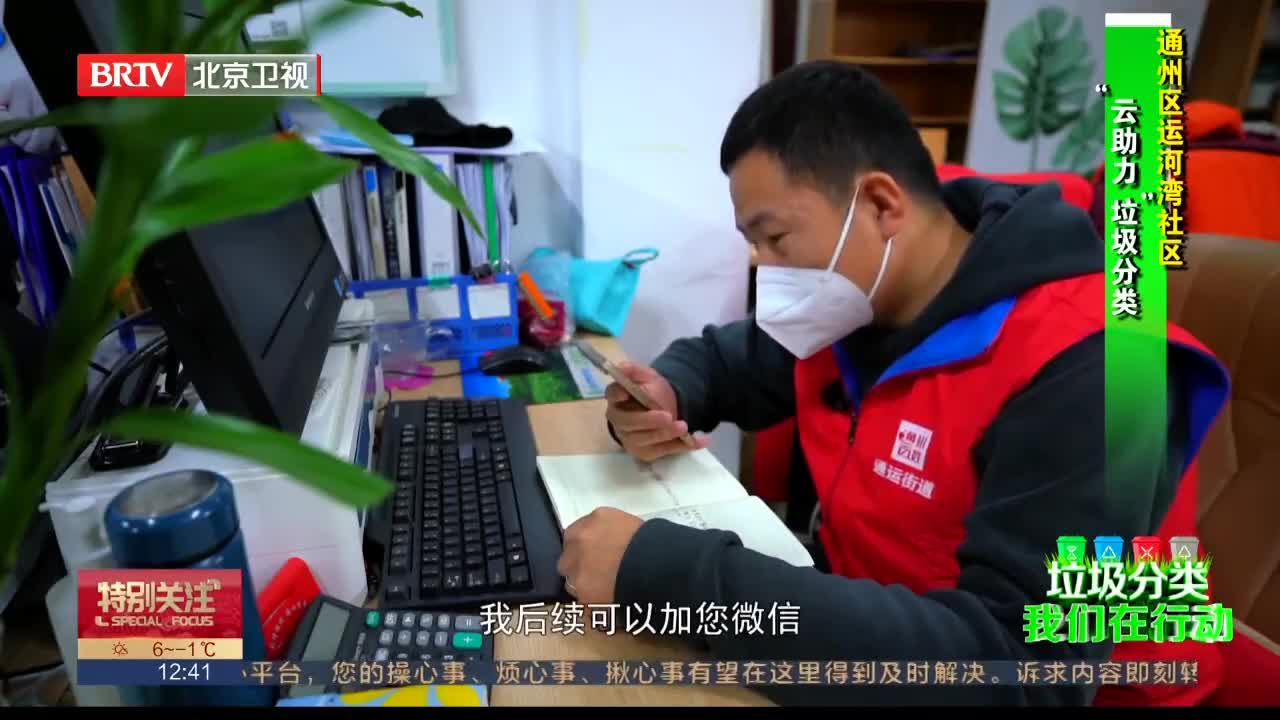 BRTV 北京卫视
通州区运河湾社区
“云助力”垃圾分类
通运街道
我后续可以加您微信
垃圾分类
我们在行动
特别关注
SPECIAL FOCUS
6~-1℃
12:41
平台，您的操心事、烦心事、揪心事有望在这里得到及时解决。诉求内容即刻转